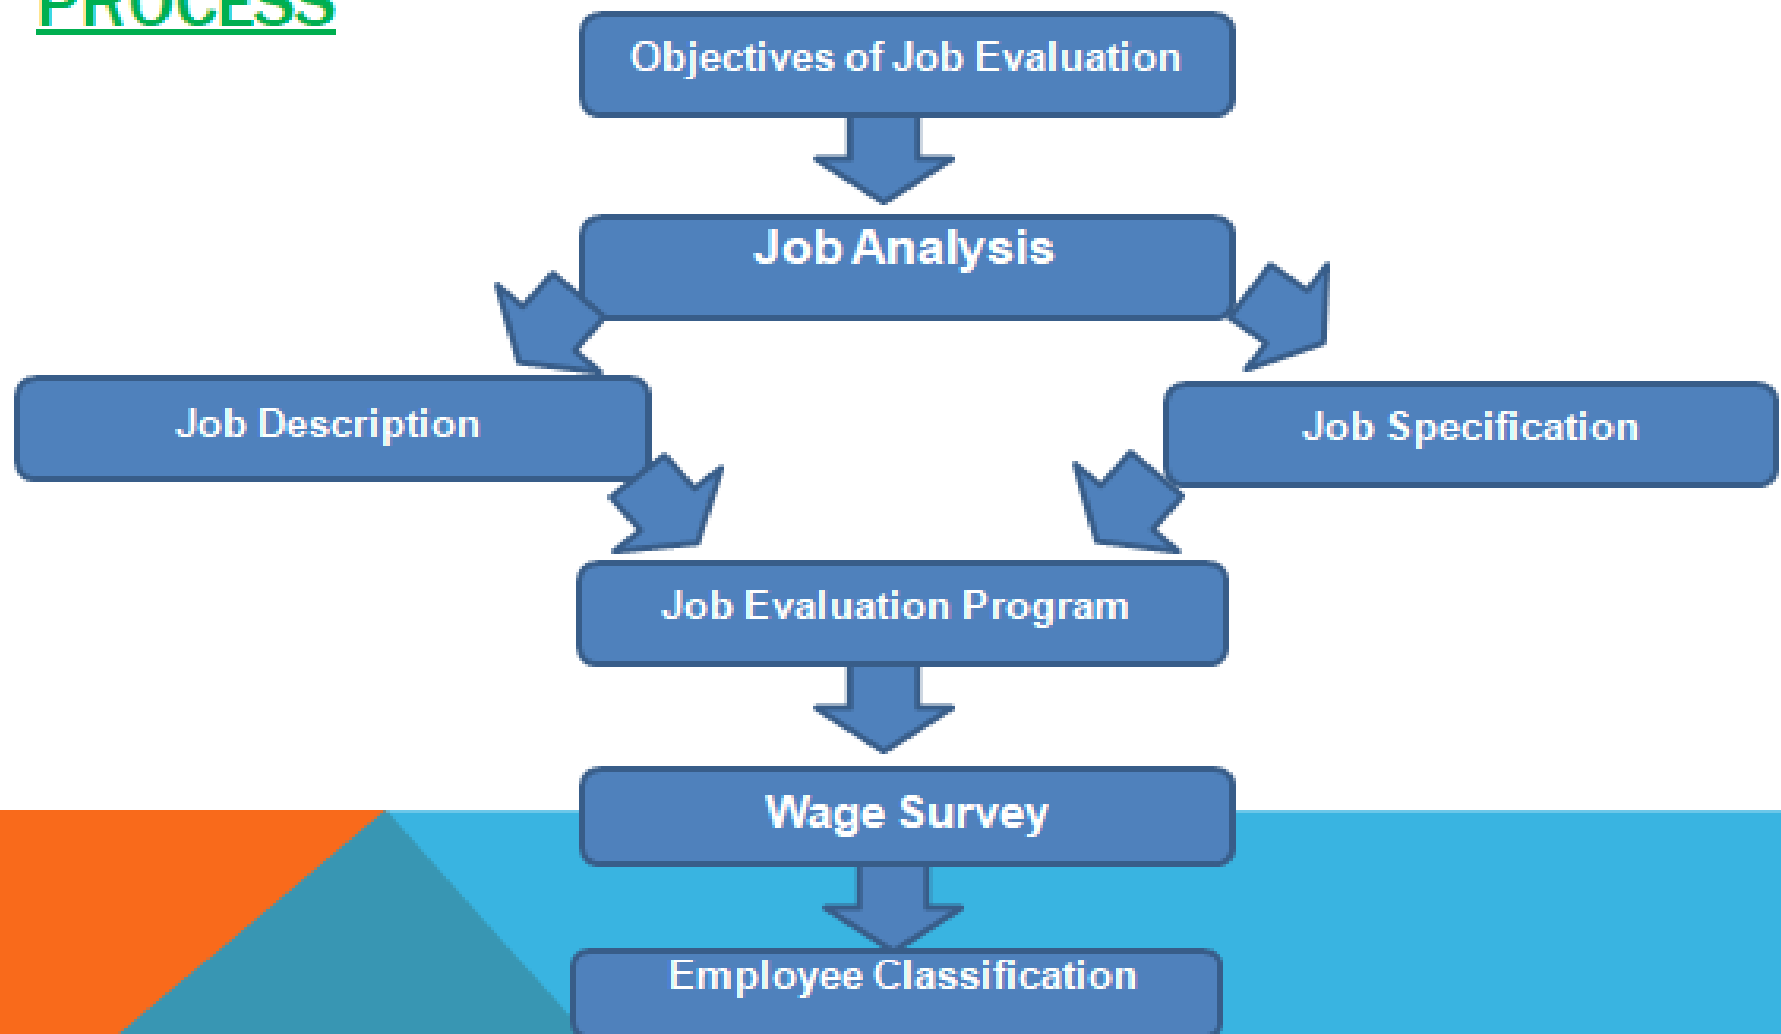 PROCESS
Objectives of Job Evaluation
Job Analysis
Job Description
Job Specification
Job Evaluation Program
Wage Survey
Employee Classification